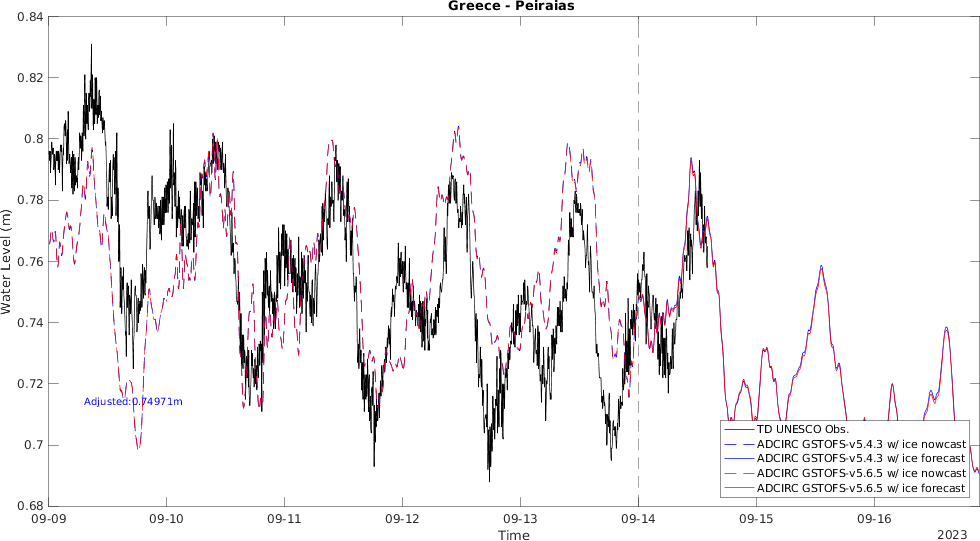 Greece - Peiraias
0.84
0.82
0.8
0.78
0.76
0.74
0.72
0.7
0.68
Water Level (m)
Adjusted:0.74971m
TD UNESCO Obs.
ADCIRC GSTOFS-v5.4.3 w/ ice nowcast
ADCIRC GSTOFS-v5.4.3 w/ ice forecast
ADCIRC GSTOFS-v5.6.5 w/ ice nowcast
ADCIRC GSTOFS-v5.6.5 w/ ice forecast
09-09 09-10 09-11 09-12 09-13 09-14 09-15 09-16
Time
2023